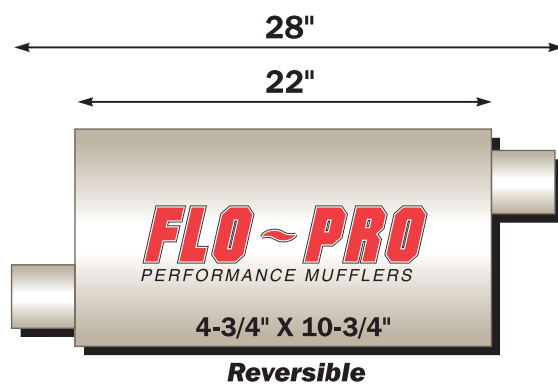 28"
22"
FLO~PRO
PERFORMANCE MUFFLERS
4-3/4" X 10-3/4"
Reversible